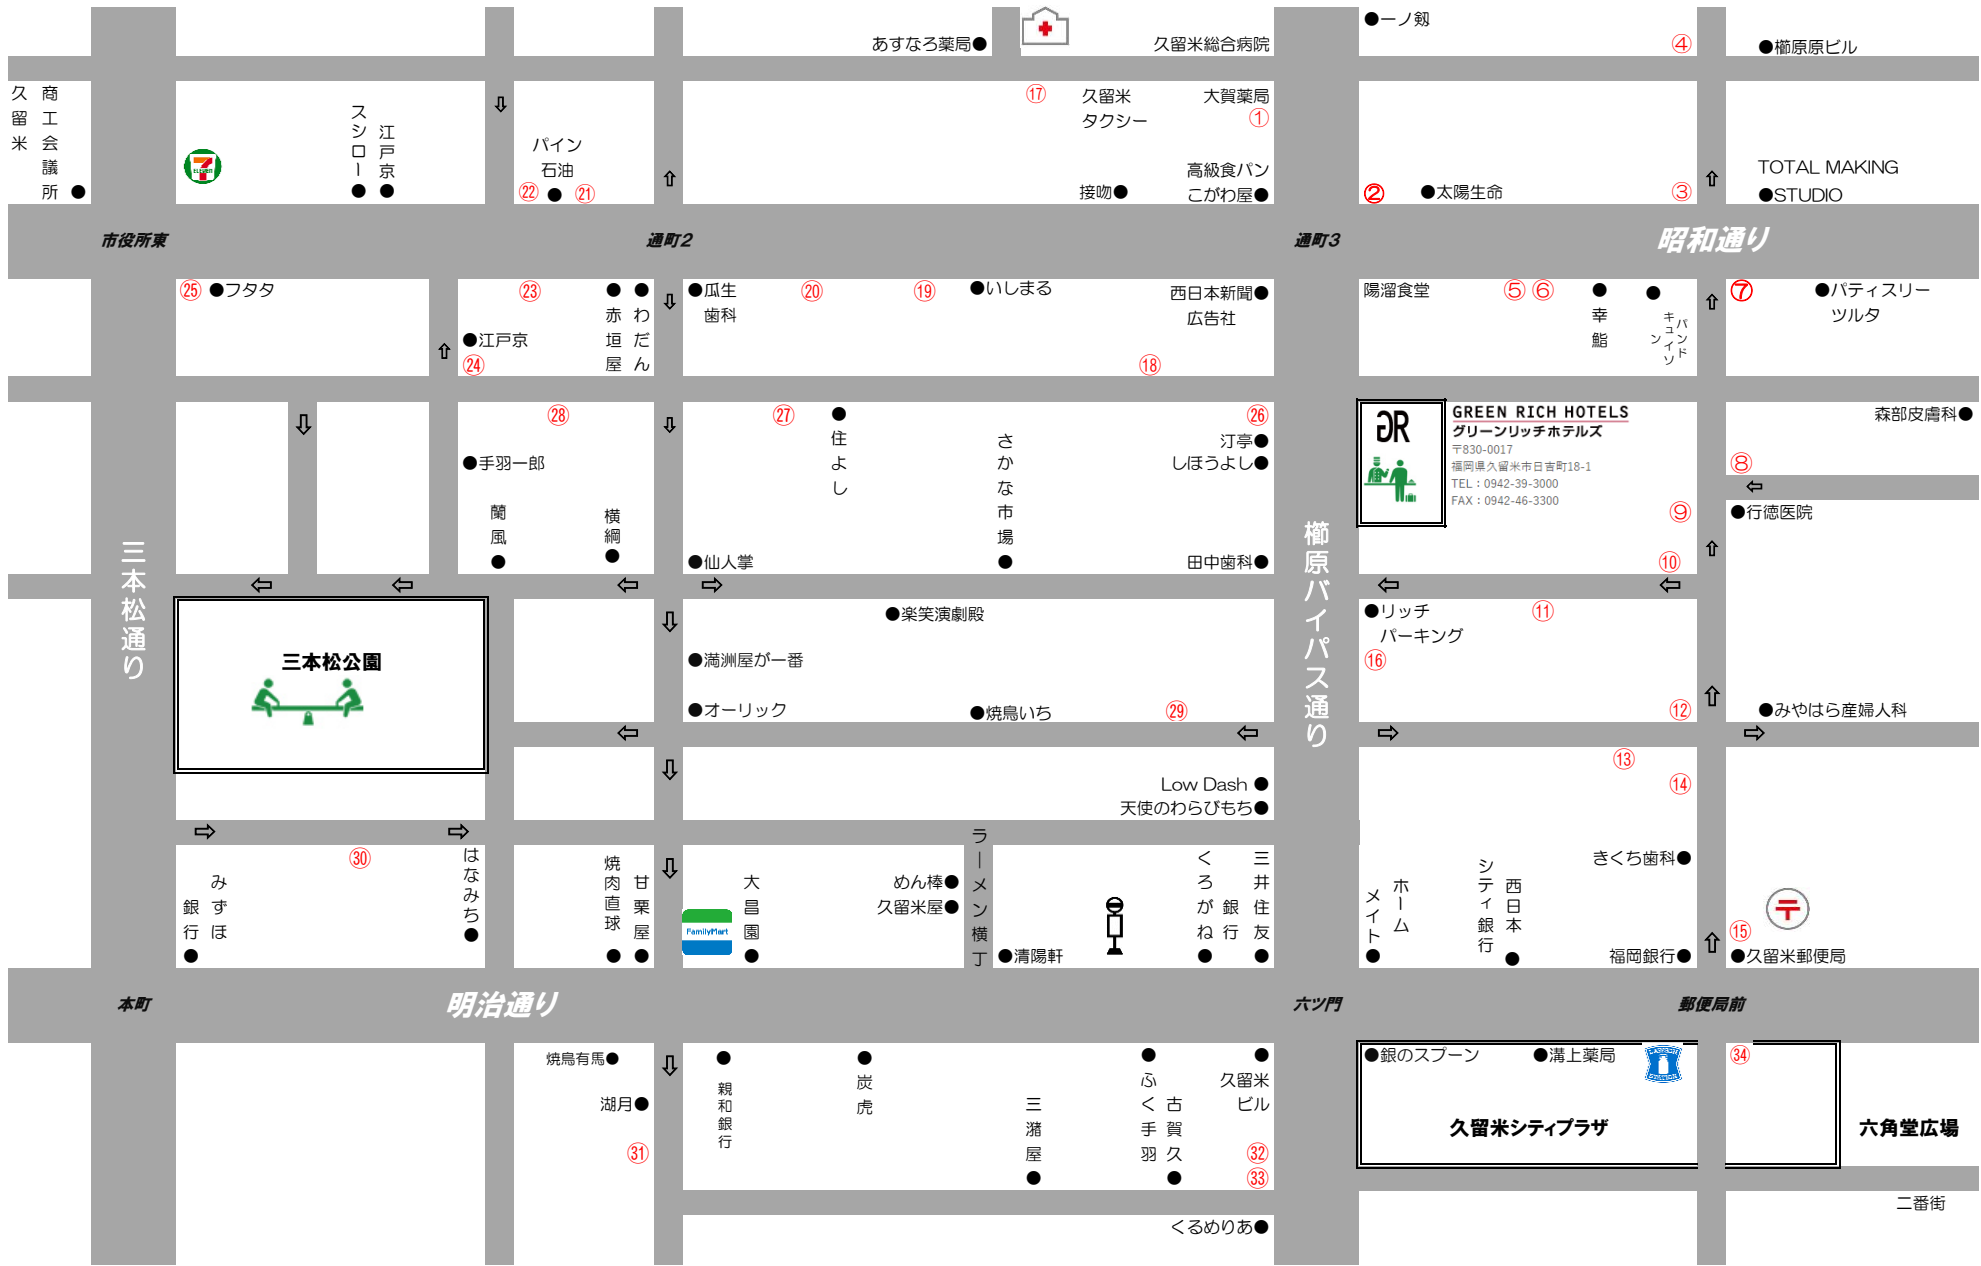 ●一ノ剱
あすなろ薬局●
久留米総合病院
④
●櫛原原ビル
久留米
商工会議所●
スシロー●
江戸京●
ELEVEN
パイン
石油
㉒ ● ㉑
⑰
久留米
タクシー
大賀薬局
①
接吻●
高級食パン
こがわ屋●
②
●太陽生命
③
TOTAL MAKING
●STUDIO
市役所東
通町2
通町3
昭和通り
㉕ ●フタタ
㉓
●江戸京
㉔
●赤垣屋
●わだん
●瓜生
歯科
⑳
⑲
●いしまる
西日本新聞●
広告社
⑱
陽溜食堂
⑤ ⑥
●幸鮨
●パンド
キュイソ
ン
⑦
●パティスリー
ツルタ
㉘
●手羽一郎
蘭風●
横綱●
㉗
●住よし
さかな市場●
㉖
汀亭●
しほうよし●
●仙人掌
田中歯科●
GR
GREEN RICH HOTELS
グリーンリッチホテルズ
〒830-0017
福岡県久留米市日吉町18-1
TEL：0942-39-3000
FAX：0942-46-3300
森部皮膚科●
⑧
⑨
●行徳医院
⑩
三本松通り
櫛原バイパス通り
三本松公園
●楽笑演劇殿
●満洲屋が一番
●オーリック
●焼鳥いち
㉙
●リッチ
パーキング
⑯
⑪
⑫
●みやはら産婦人科
⑬
⑭
Low Dash ●
天使のわらびもち●
㉚
みずほ
銀行●
はなみち●
焼肉直球●
甘栗屋●
FamilyMart
大昌園●
めん棒●
久留米屋●
ラーメン横丁
●清陽軒
くろがね●
三井住友
銀行●
ホーム
メイト●
西日本
シティ銀行●
きくち歯科●
福岡銀行●
〒
⑮
●久留米郵便局
本町
明治通り
六ツ門
郵便局前
焼鳥有馬●
湖月●
㉛
●親和銀行
●炭虎
三瀦屋●
●ふく手羽
古賀久●
●久留米
ビル
㉜
㉝
●銀のスプーン
●溝上薬局
㉞
久留米シティプラザ
六角堂広場
二番街
くるめりあ●